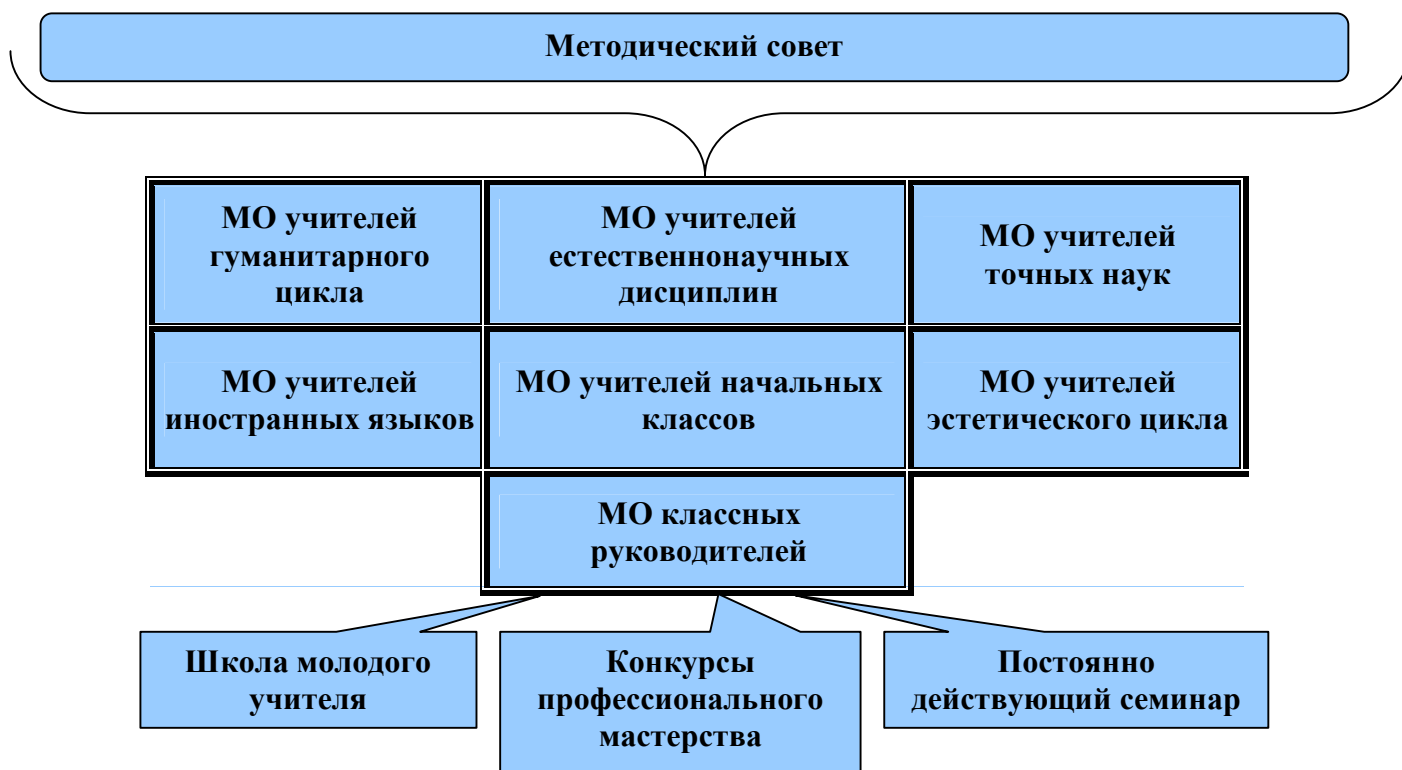 Методический совет
МО учителей
гуманитарного
цикла
МО учителей
естественнонаучных
дисциплин
МО учителей
точных наук
МО учителей
иностранных языков
МО учителей начальных
классов
МО учителей
эстетического цикла
МО классных
руководителей
Школа молодого
учителя
Конкурсы
профессионального
мастерства
Постоянно
действующий семинар